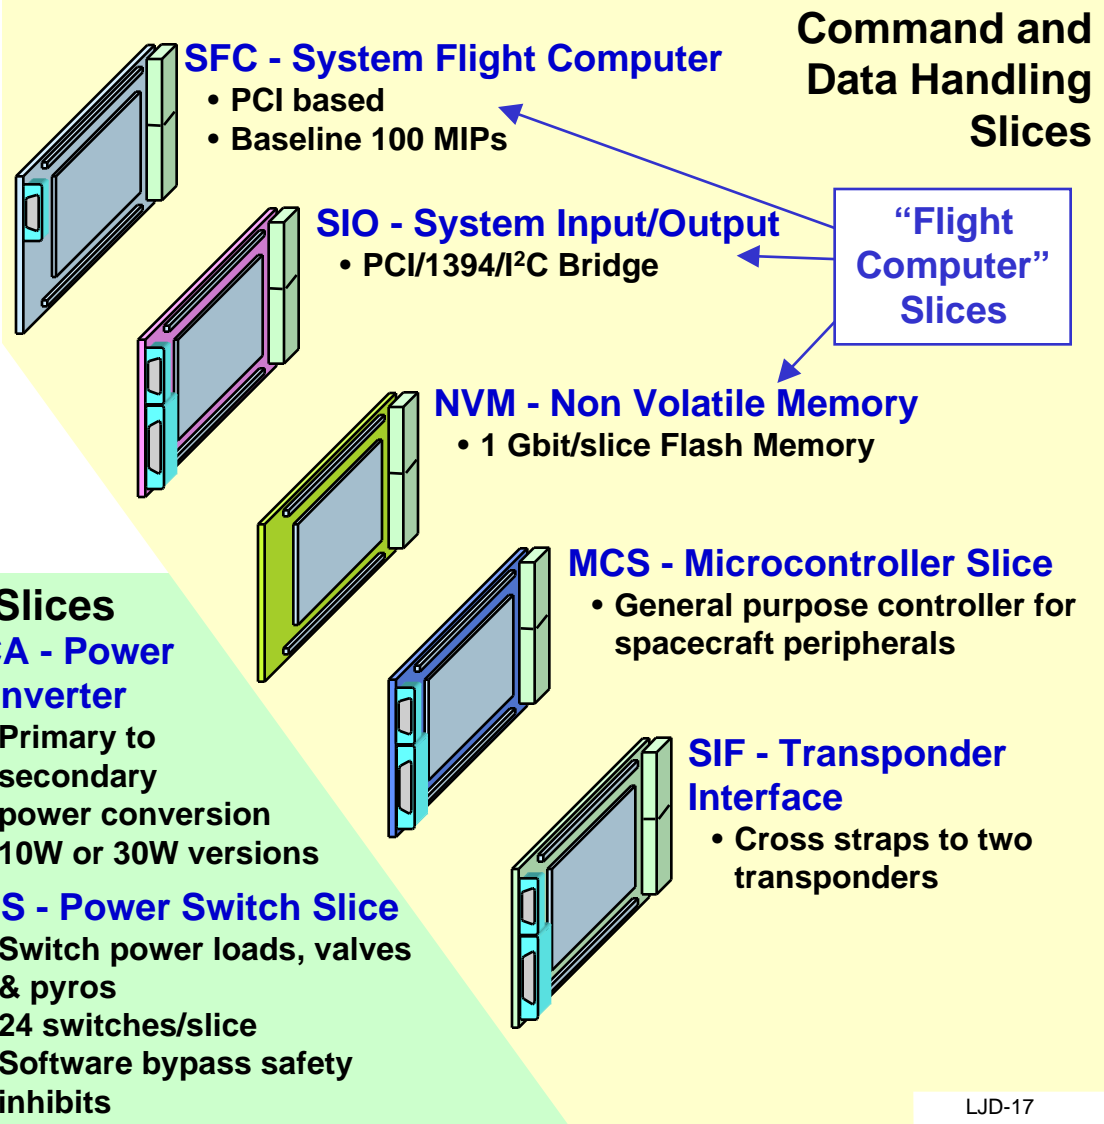 Command and
Data Handling
Slices
SFC - System Flight Computer
• PCI based
• Baseline 100 MIPs
SIO - System Input/Output
• PCI/1394/I²C Bridge
“Flight
Computer”
Slices
NVM - Non Volatile Memory
• 1 Gbit/slice Flash Memory
MCS - Microcontroller Slice
• General purpose controller for
spacecraft peripherals
SIF - Transponder
Interface
• Cross straps to two
transponders
Slices
CA - Power
nverter
Primary to
secondary
power conversion
10W or 30W versions
S - Power Switch Slice
Switch power loads, valves
& pyros
24 switches/slice
Software bypass safety
inhibits
LJD-17